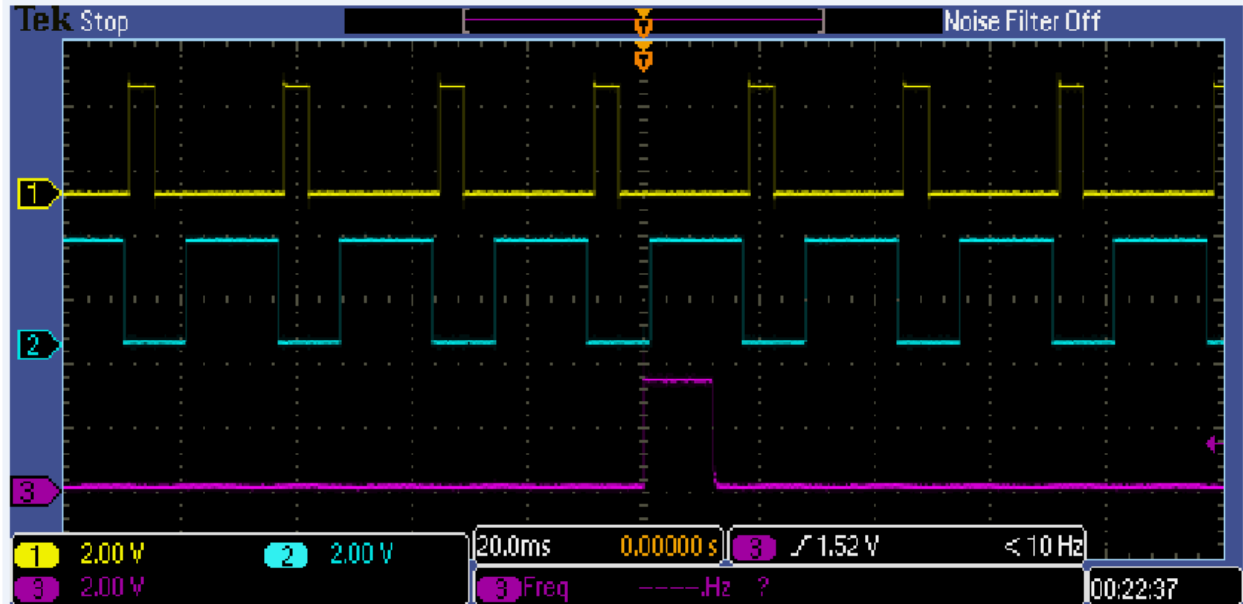 Tek Stop Noise Filter Off
T
T
1
2
3
1 2.00 V 2 2.00 V 20.0ms 0.00000 s 3 1.52 V < 10 Hz
3 2.00 V 3 Freq ----.--Hz ? 00:22:37